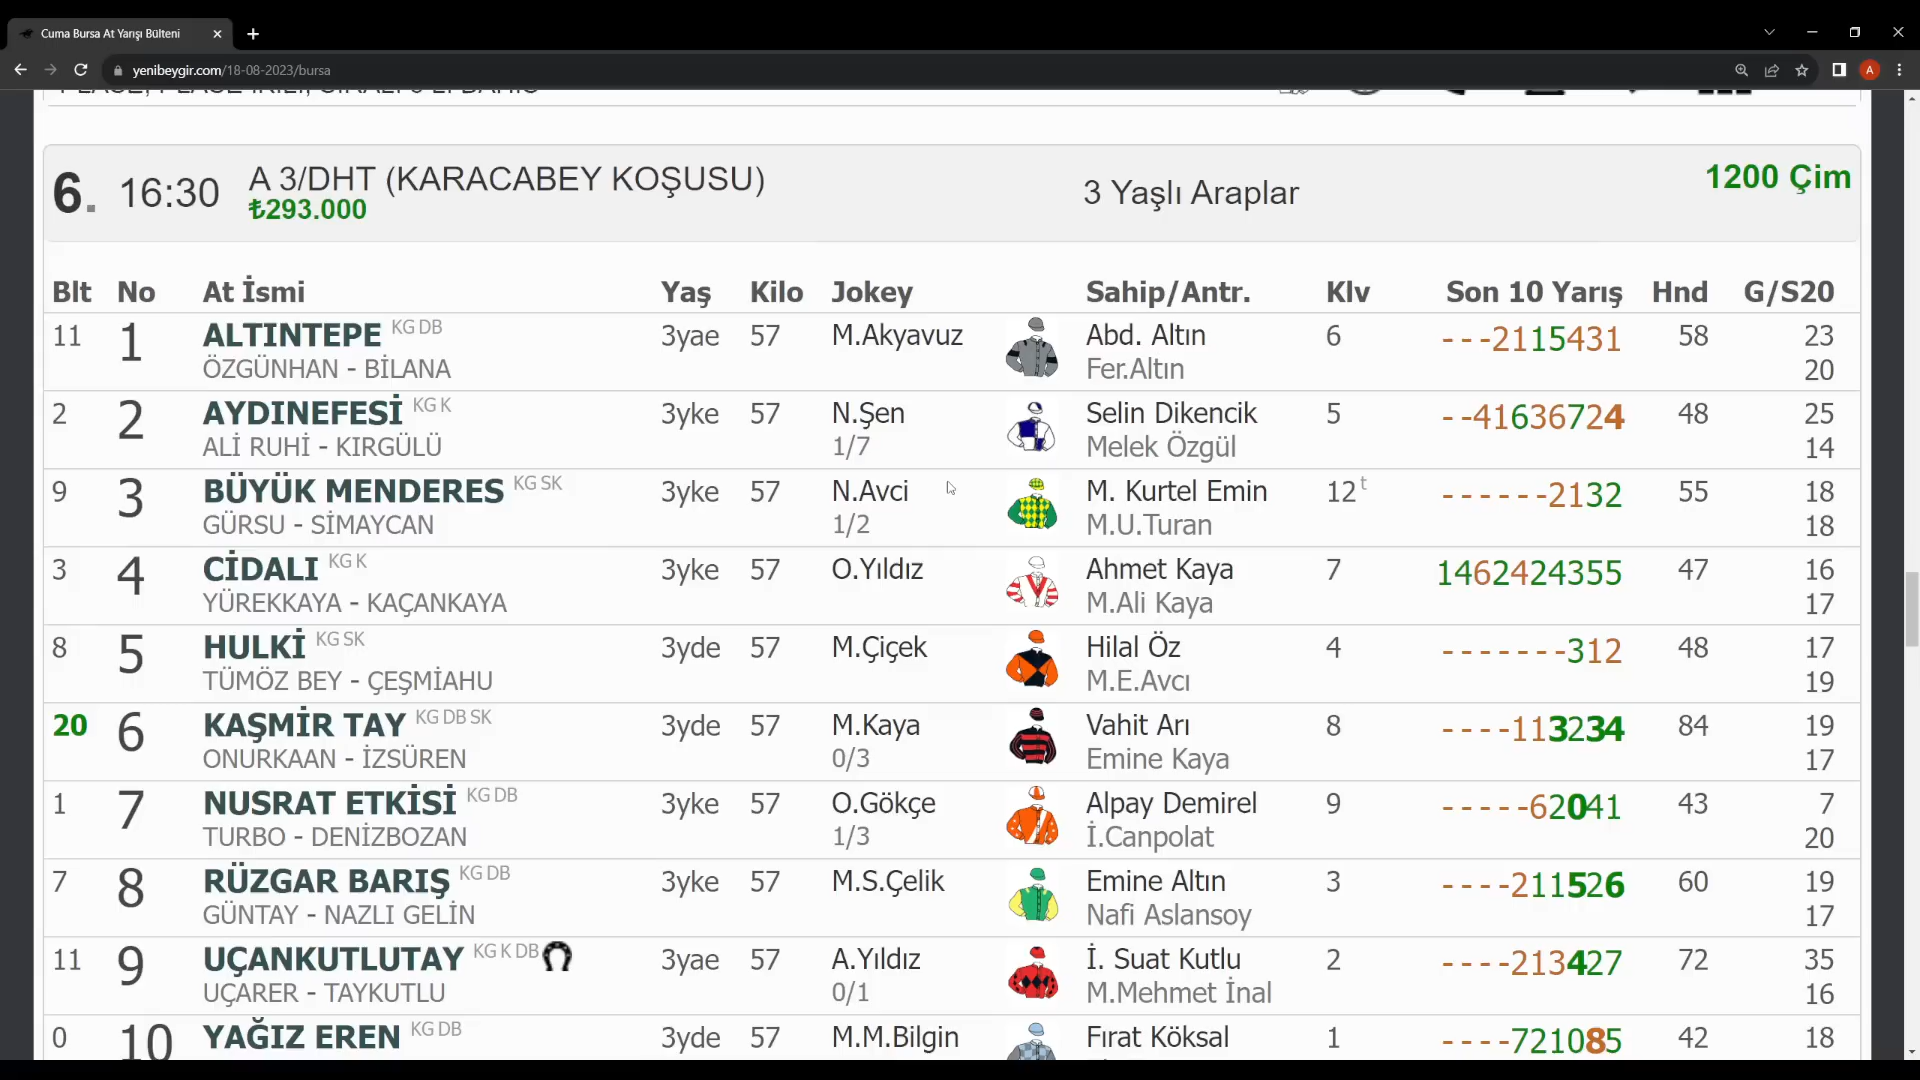 Cuma Bursa At Yarışı Bülteni
yenibeygir.com/18-08-2023/bursa
A
6. 16:30 A 3/DHT (KARACABEY KOŞUSU) 3 Yaşlı Araplar 1200 Çim
₺293.000
Blt No At İsmi Yaş Kilo Jokey Sahip/Antr. Klv Son 10 Yarış Hnd G/S20
11 1 ALTINTEPE KG DB 3yae 57 M.Akyavuz Abd. Altın 6 ---2115431 58 23
ÖZGÜNHAN - BİLANA Fer.Altın 20
2 2 AYDINEFESİ KG K 3yke 57 N.Şen Selin Dikencik 5 --41636724 48 25
ALİ RUHİ - KIRGÜLÜ 1/7 Melek Özgül 14
9 3 BÜYÜK MENDERES KG SK 3yke 57 N.Avci M. Kurtel Emin 12 t ------2132 55 18
GÜRSU - SİMAYCAN 1/2 M.U.Turan 18
3 4 CİDALI KG K 3yke 57 O.Yıldız Ahmet Kaya 7 1462424355 47 16
YÜREKKAYA - KAÇANKAYA M.Ali Kaya 17
8 5 HULKİ KG SK 3yde 57 M.Çiçek Hilal Öz 4 -------312 48 17
TÜMÖZ BEY - ÇEŞMİAHU M.E.Avcı 19
20 6 KAŞMİR TAY KG DB SK 3yde 57 M.Kaya Vahit Arı 8 ----113234 84 19
ONURKAAN - İZSÜREN 0/3 Emine Kaya 17
1 7 NUSRAT ETKİSİ KG DB 3yke 57 O.Gökçe Alpay Demirel 9 -----62041 43 7
TURBO - DENİZBOZAN 1/3 İ.Canpolat 20
7 8 RÜZGAR BARIŞ KG DB 3yke 57 M.S.Çelik Emine Altın 3 ----211526 60 19
GÜNTAY - NAZLI GELİN Nafi Aslansoy 17
11 9 UÇANKUTLUTAY KG K DB 3yae 57 A.Yıldız İ. Suat Kutlu 2 ----213427 72 35
UÇARER - TAYKUTLU 0/1 M.Mehmet İnal 16
0 10 YAĞIZ EREN KG DB 3yde 57 M.M.Bilgin Fırat Köksal 1 ----721085 42 18